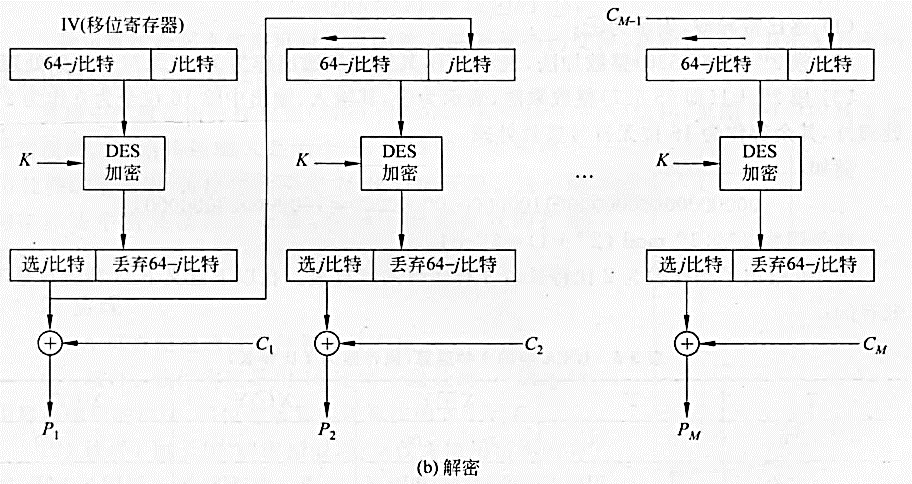 IV(移位寄存器)
C_{M-1}
64-j比特 j比特
64-j比特 j比特
64-j比特 j比特
K DES 加密
K DES 加密
...
K DES 加密
选j比特 丢弃64-j比特
选j比特 丢弃64-j比特
选j比特 丢弃64-j比特
+ C_1
+ C_2
+ C_M
P_1
P_2
P_M
(b) 解密